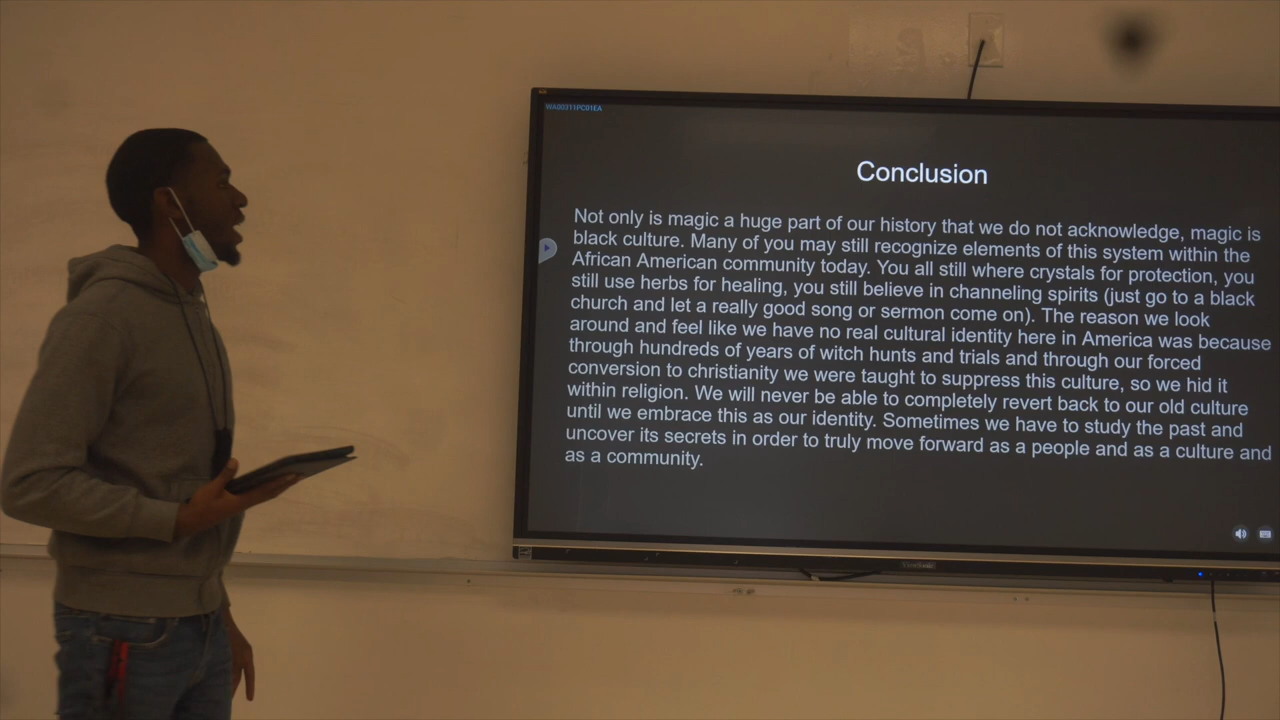 WA00311PC01EA
Conclusion
Not only is magic a huge part of our history that we do not acknowledge, magic is
black culture. Many of you may still recognize elements of this system within the
African American community today. You all still where crystals for protection, you
still use herbs for healing, you still believe in channeling spirits (just go to a black
church and let a really good song or sermon come on). The reason we look
around and feel like we have no real cultural identity here in America was because
through hundreds of years of witch hunts and trials and through our forced
conversion to christianity we were taught to suppress this culture, so we hid it
within religion. We will never be able to completely revert back to our old culture
until we embrace this as our identity. Sometimes we have to study the past and
uncover its secrets in order to truly move forward as a people and as a culture and
as a community.
ViewSonic